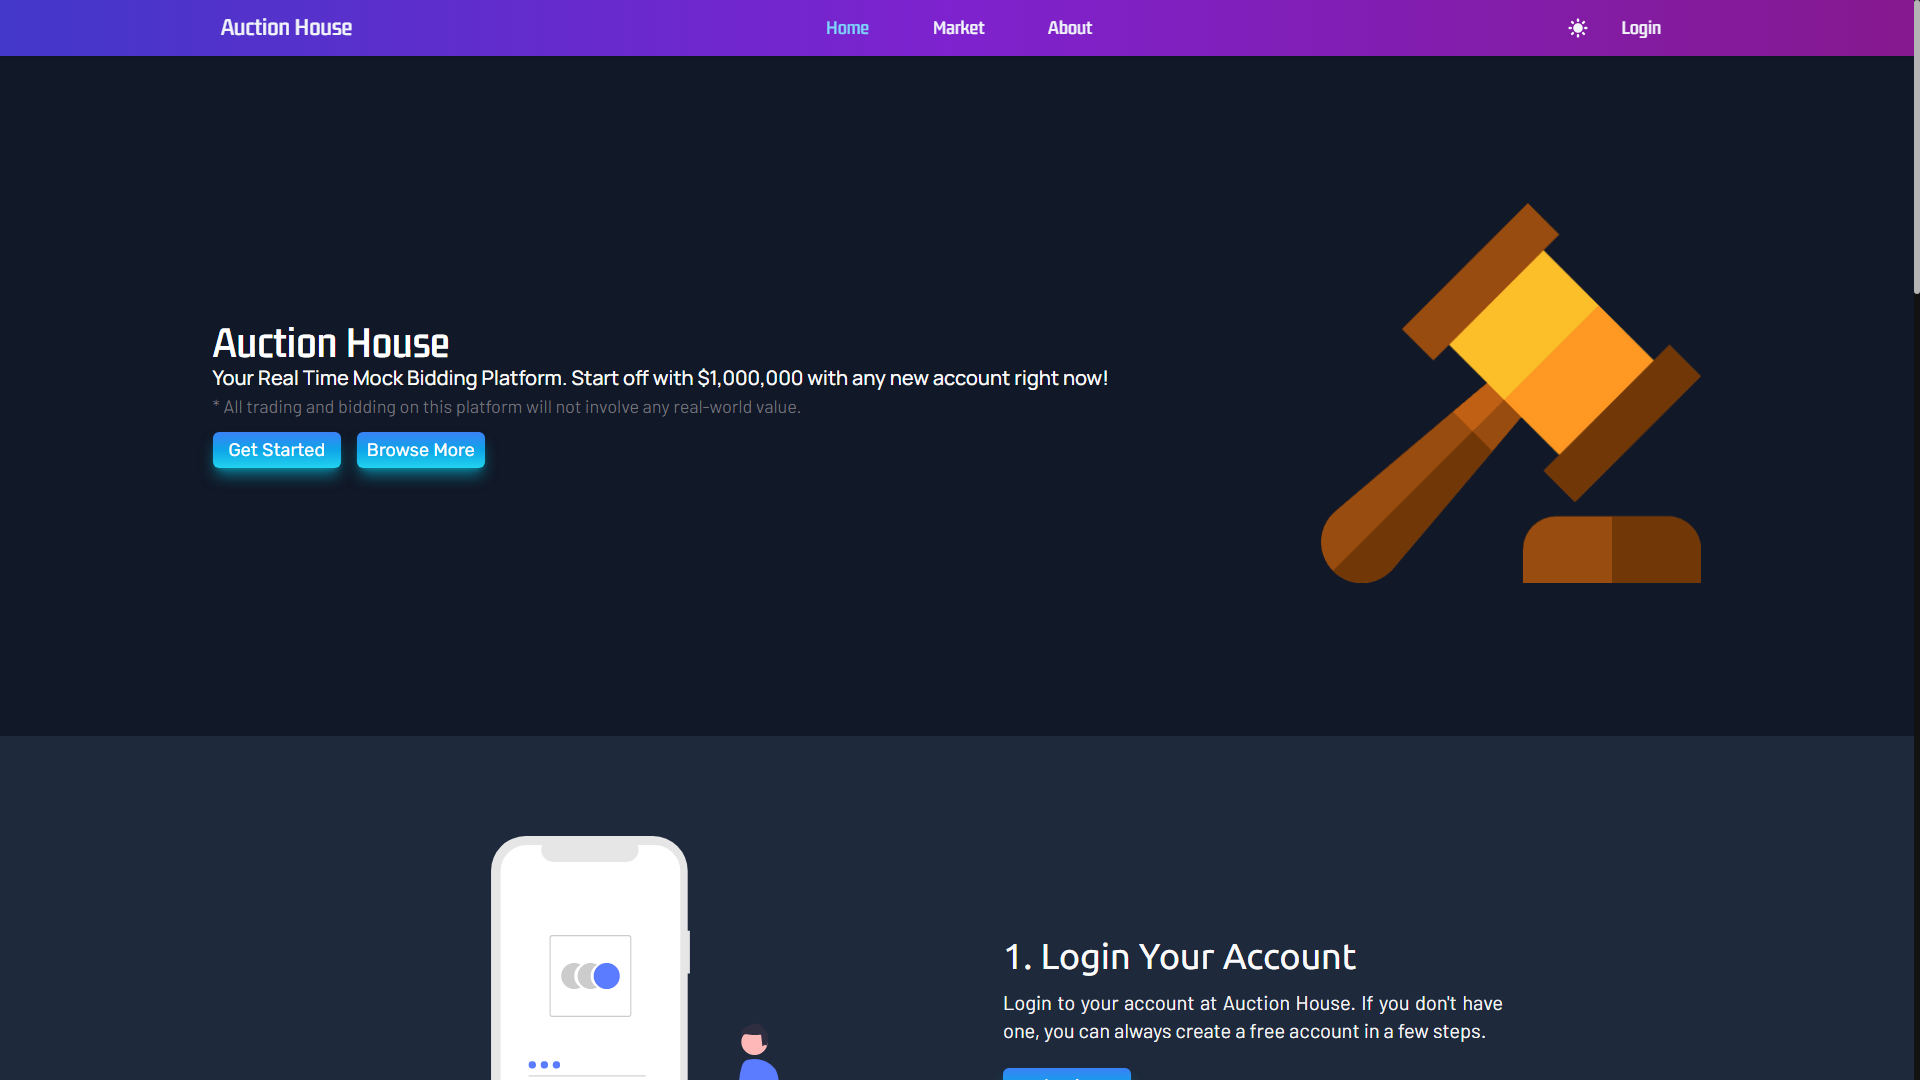 Auction House
Home
Market
About
Login
Auction House
Your Real Time Mock Bidding Platform. Start off with $1,000,000 with any new account right now!
* All trading and bidding on this platform will not involve any real-world value.
Get Started
Browse More
1. Login Your Account
Login to your account at Auction House. If you don't have
one, you can always create a free account in a few steps.